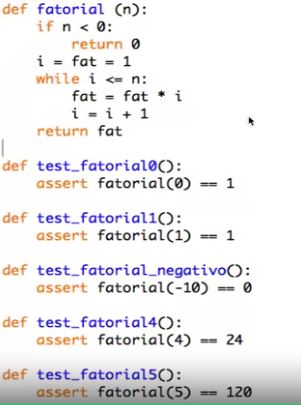 def fatorial (n):
    if n < 0:
        return 0
    i = fat = 1
    while i <= n:
        fat = fat * i
        i = i + 1
    return fat

def test_fatorial0():
    assert fatorial(0) == 1

def test_fatorial1():
    assert fatorial(1) == 1

def test_fatorial_negativo():
    assert fatorial(-10) == 0

def test_fatorial4():
    assert fatorial(4) == 24

def test_fatorial5():
    assert fatorial(5) == 120